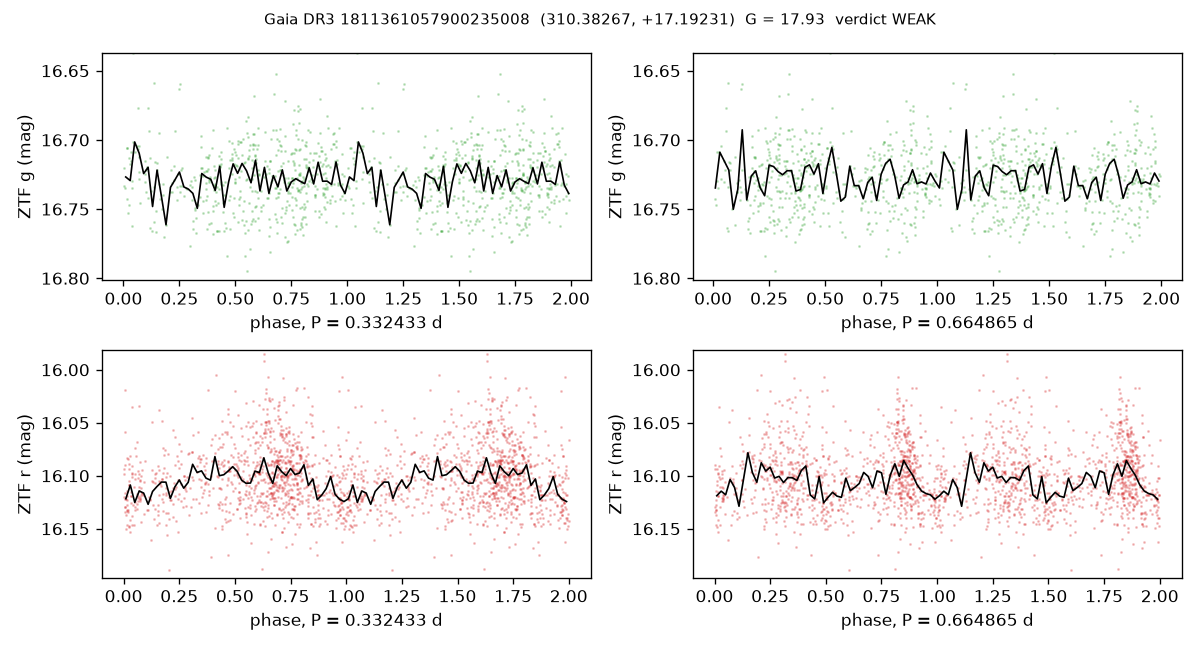 Gaia DR3 1811361057900235008 (310.38267, +17.19231) G = 17.93 verdict WEAK
ZTF g (mag)
16.65
16.70
16.75
16.80
0.00 0.25 0.50 0.75 1.00 1.25 1.50 1.75 2.00
phase, P = 0.332433 d
ZTF g (mag)
16.65
16.70
16.75
16.80
0.00 0.25 0.50 0.75 1.00 1.25 1.50 1.75 2.00
phase, P = 0.664865 d
ZTF r (mag)
16.00
16.05
16.10
16.15
0.00 0.25 0.50 0.75 1.00 1.25 1.50 1.75 2.00
phase, P = 0.332433 d
ZTF r (mag)
16.00
16.05
16.10
16.15
0.00 0.25 0.50 0.75 1.00 1.25 1.50 1.75 2.00
phase, P = 0.664865 d